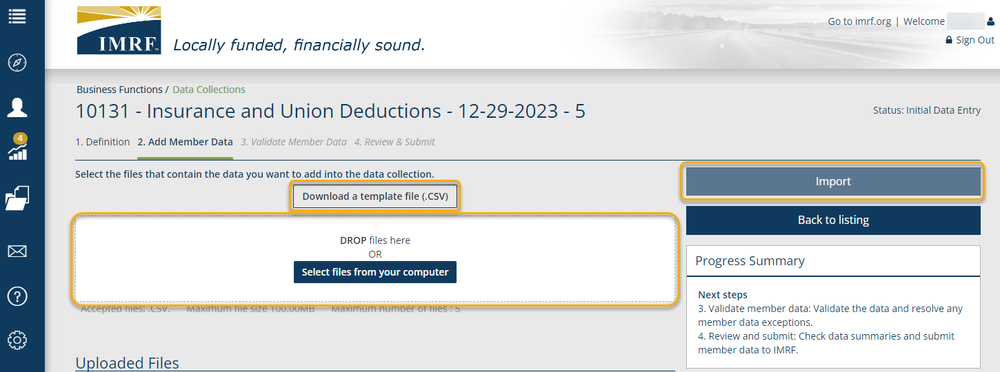 IMRF™
Locally funded, financially sound.
Go to imrf.org | Welcome
Sign Out
4
Business Functions / Data Collections
10131 - Insurance and Union Deductions - 12-29-2023 - 5
Status: Initial Data Entry
1. Definition 2. Add Member Data 3. Validate Member Data 4. Review & Submit
Select the files that contain the data you want to add into the data collection.
Download a template file (.CSV)
DROP files here
OR
Select files from your computer
Accepted files: .CSV. Maximum file size 100.00MB Maximum number of files : 5
Uploaded Files
Import
Back to listing
Progress Summary
Next steps
3. Validate member data: Validate the data and resolve any
member data exceptions.
4. Review and submit: Check data summaries and submit
member data to IMRF.